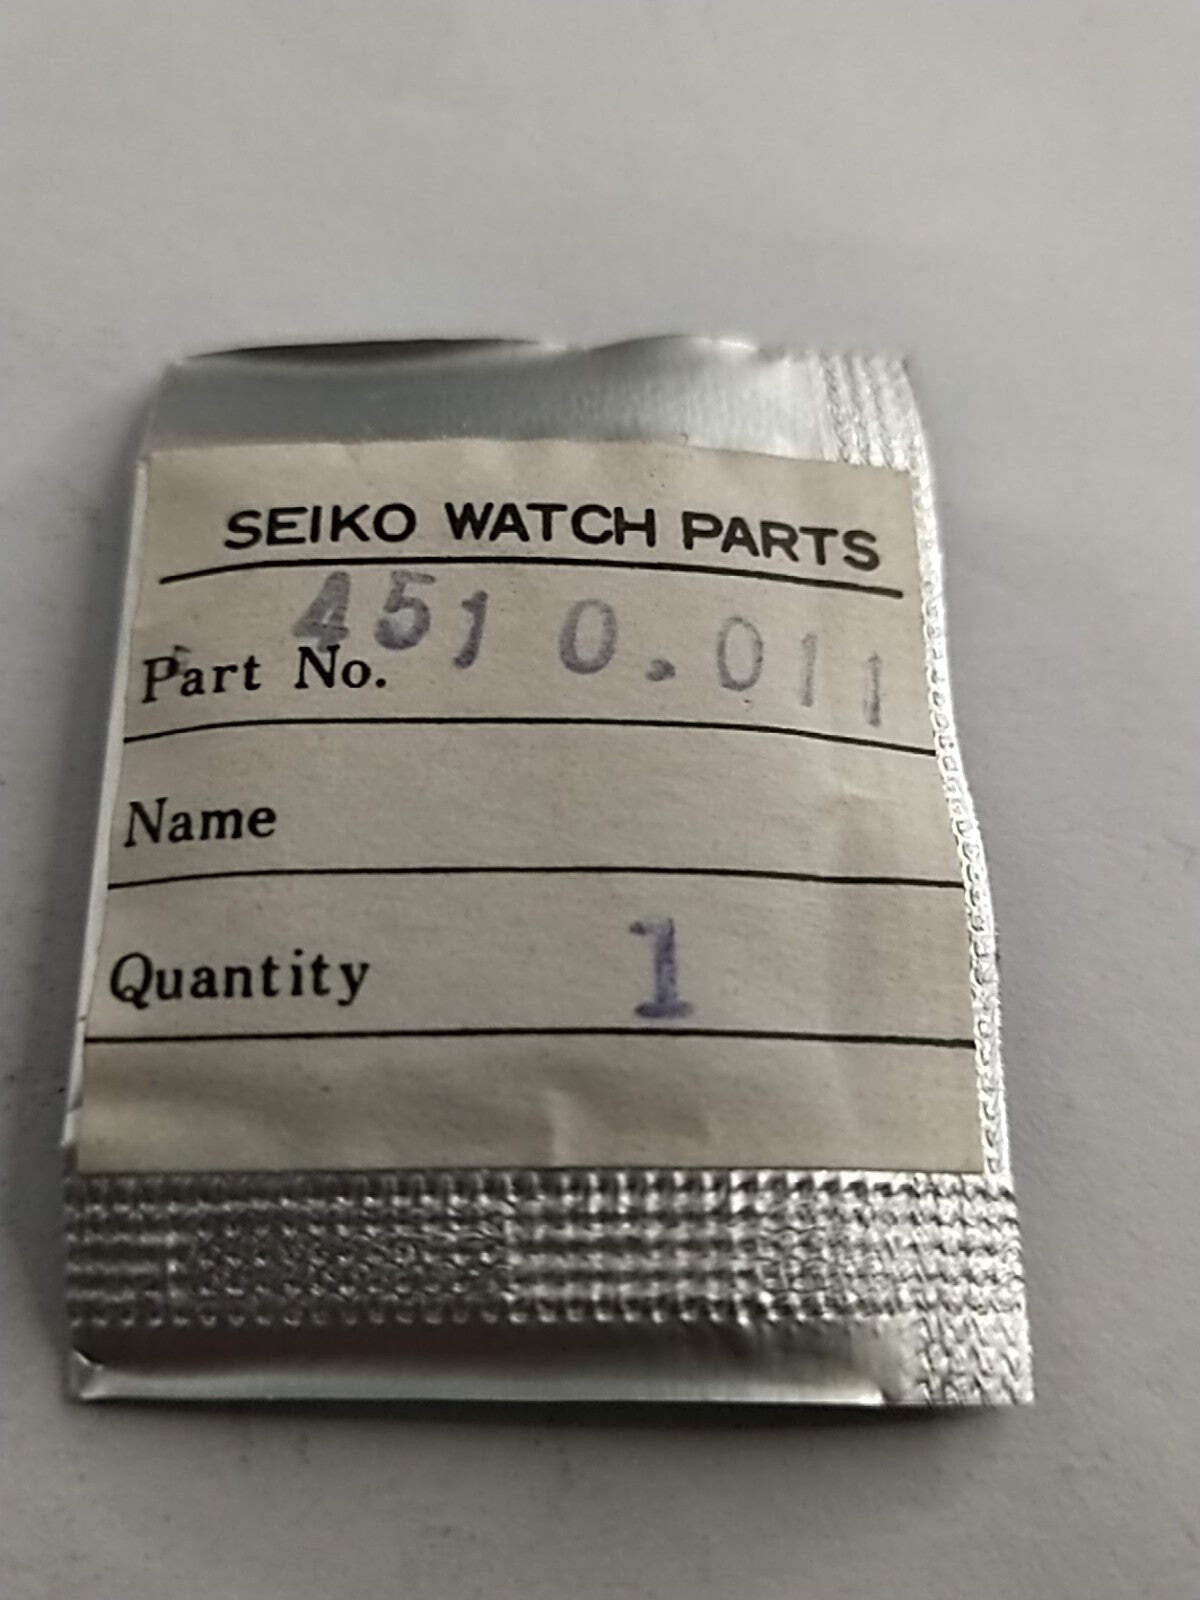 SEIKO WATCH PARTS
Part No. 4510.011
Name
Quantity 1